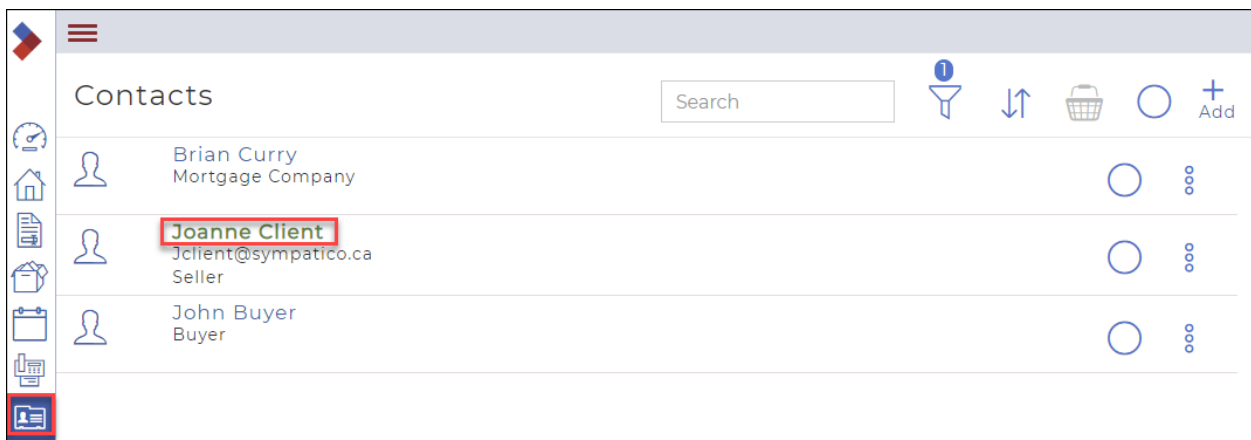 1
Contacts
Search
Add
Brian Curry
Mortgage Company
Joanne Client
Jclient@sympatico.ca
Seller
John Buyer
Buyer